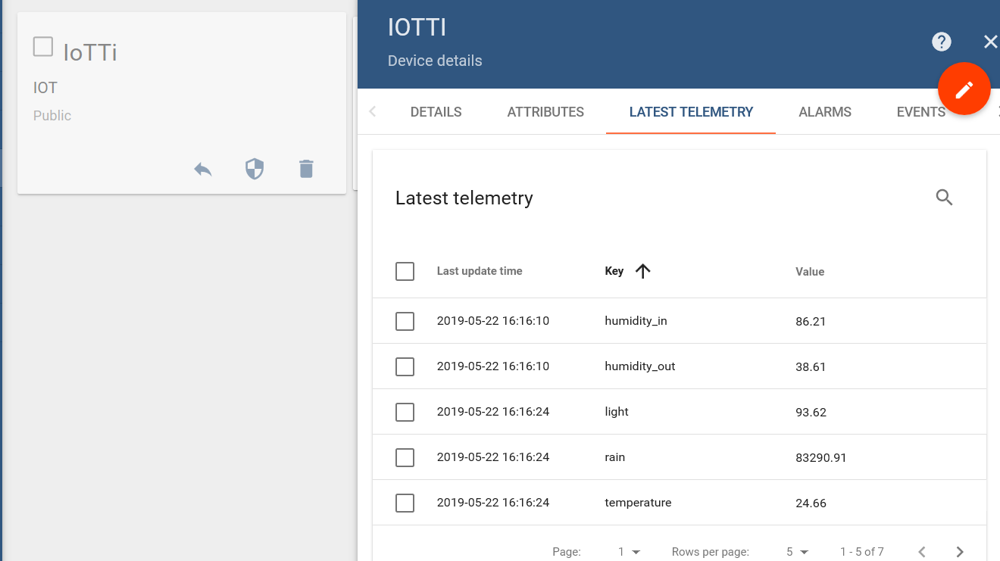 IoTTi
IOT
Public
IOTTI
Device details
?
DETAILS ATTRIBUTES LATEST TELEMETRY ALARMS EVENTS
Latest telemetry
Last update time Key Value
2019-05-22 16:16:10 humidity_in 86.21
2019-05-22 16:16:10 humidity_out 38.61
2019-05-22 16:16:24 light 93.62
2019-05-22 16:16:24 rain 83290.91
2019-05-22 16:16:24 temperature 24.66
Page: 1 Rows per page: 5 1 - 5 of 7